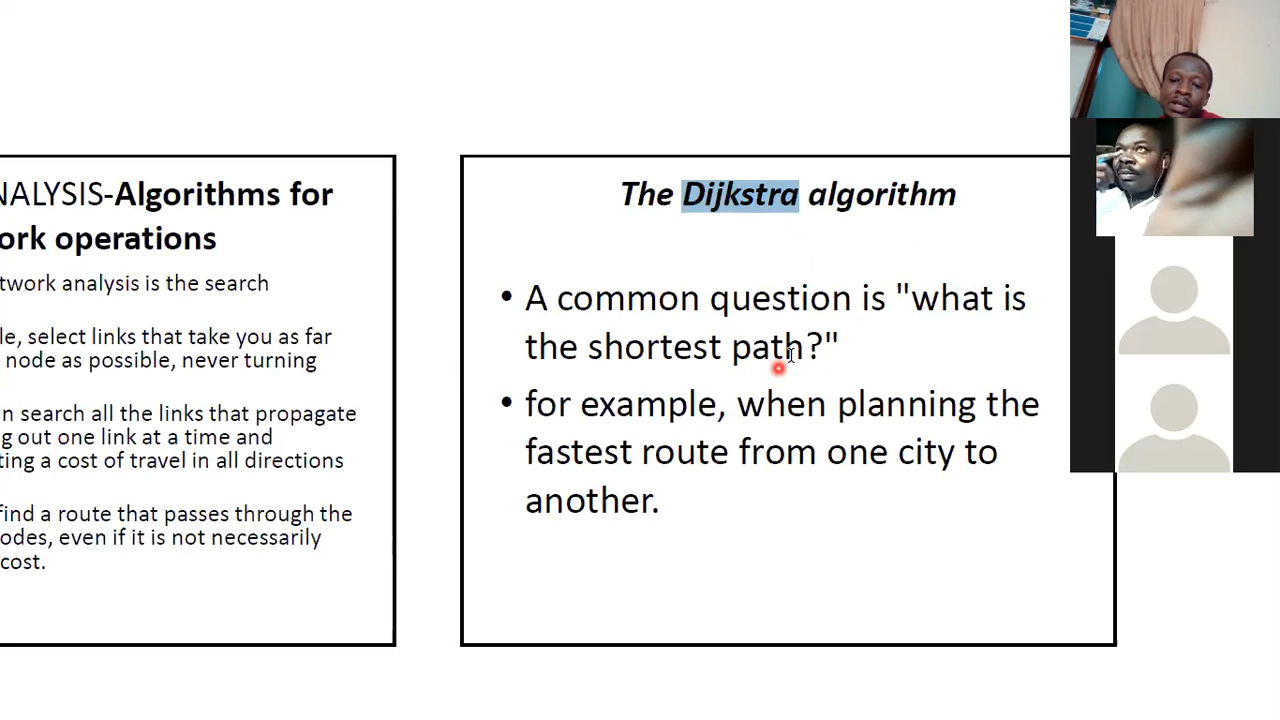 NALYSIS-Algorithms for
ork operations
twork analysis is the search
le, select links that take you as far
node as possible, never turning
n search all the links that propagate
g out one link at a time and
ting a cost of travel in all directions
find a route that passes through the
odes, even if it is not necessarily
cost.
The Dijkstra algorithm
• A common question is "what is
the shortest path?"
• for example, when planning the
fastest route from one city to
another.